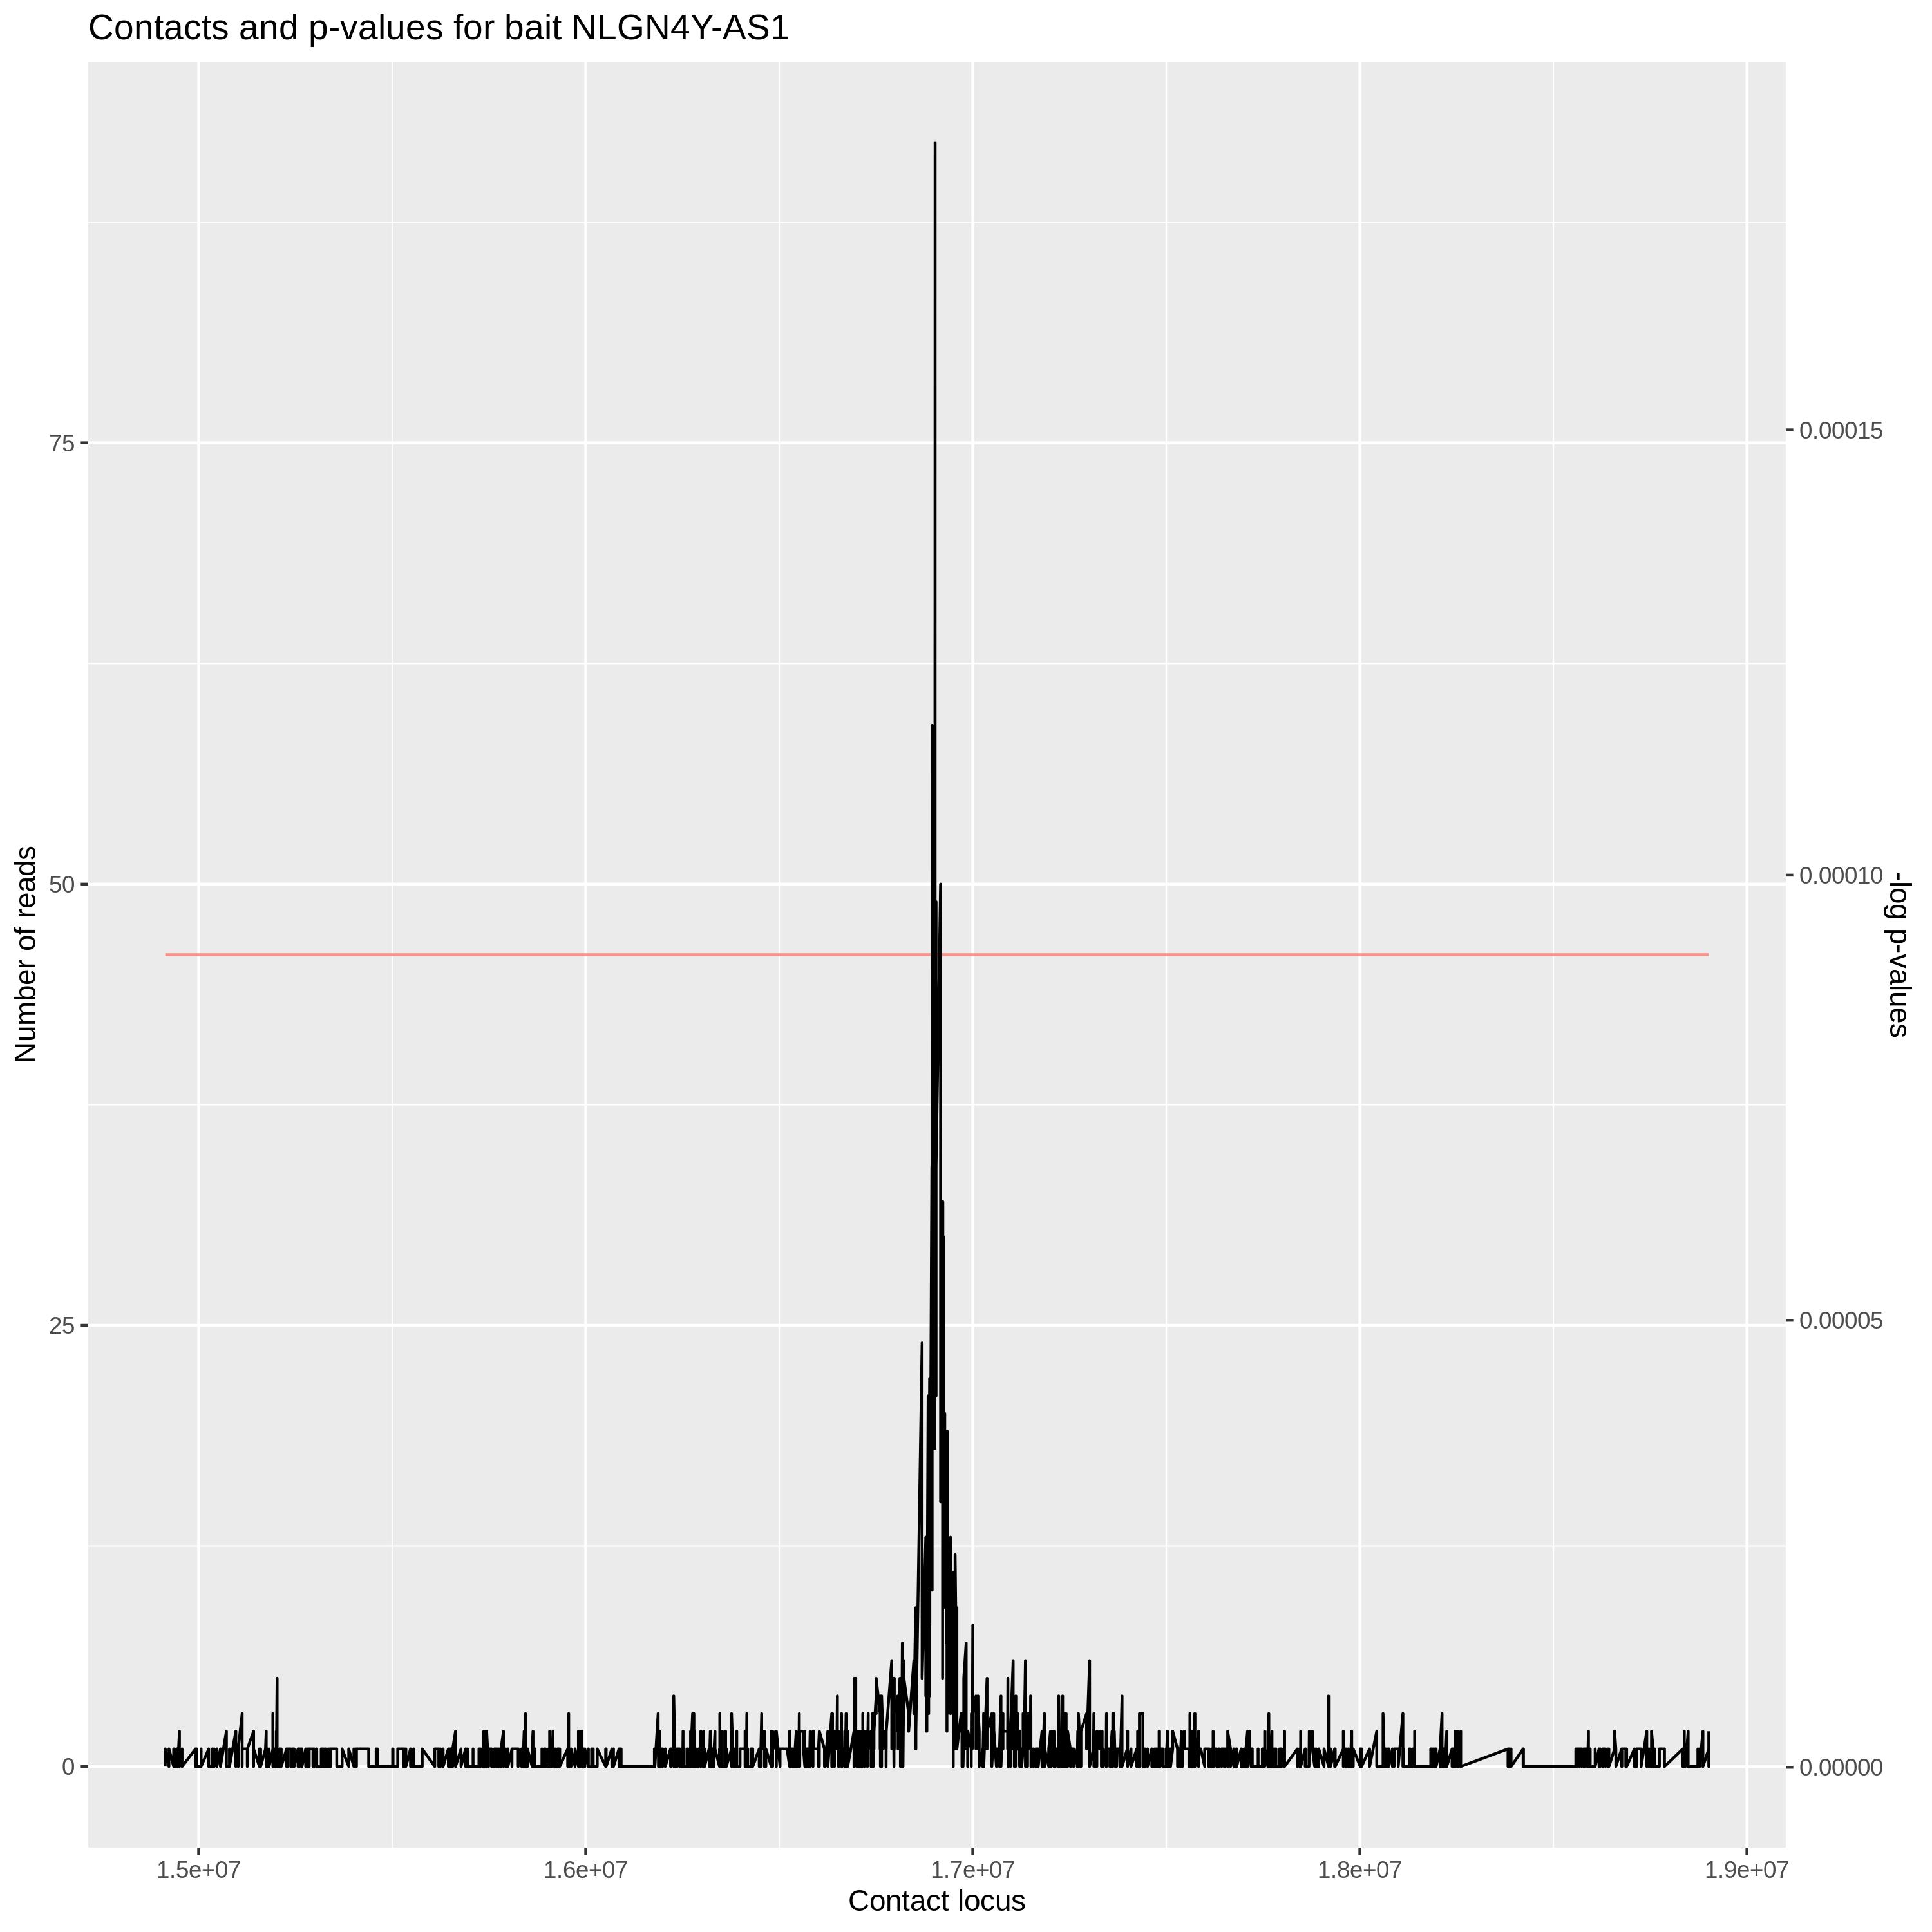 Contacts and p-values for bait NLGN4Y-AS1
Number of reads
75
50
25
0
0.00015
0.00010
0.00005
0.00000
-log p-values
1.5e+07
1.6e+07
1.7e+07
1.8e+07
1.9e+07
Contact locus